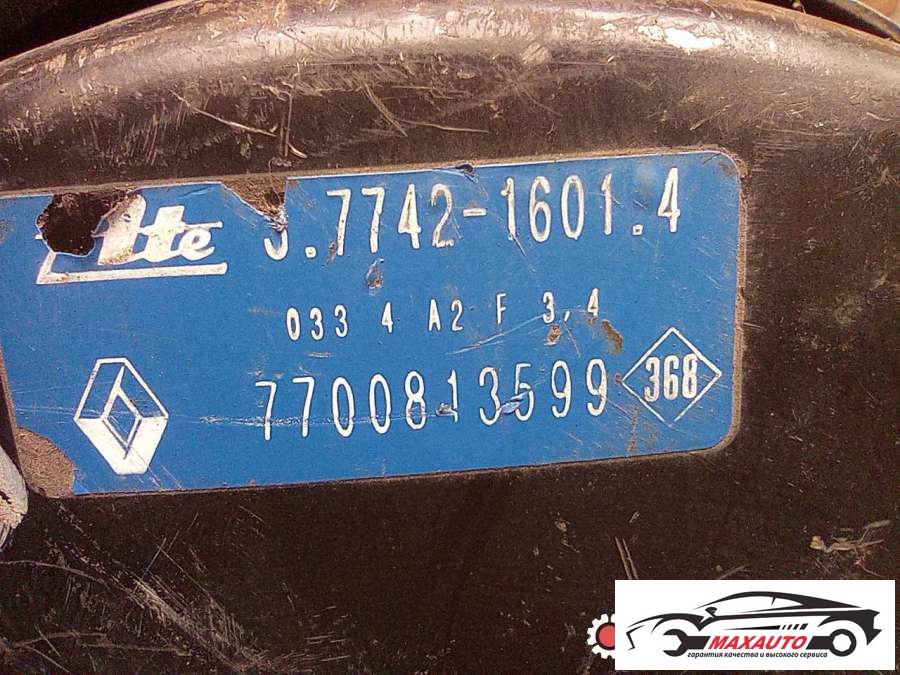 Ate 3.7742-1601.4
033 4 A2 F 3,4
7700813599 368
MAXAUTO
гарантия качества и высокого сервиса